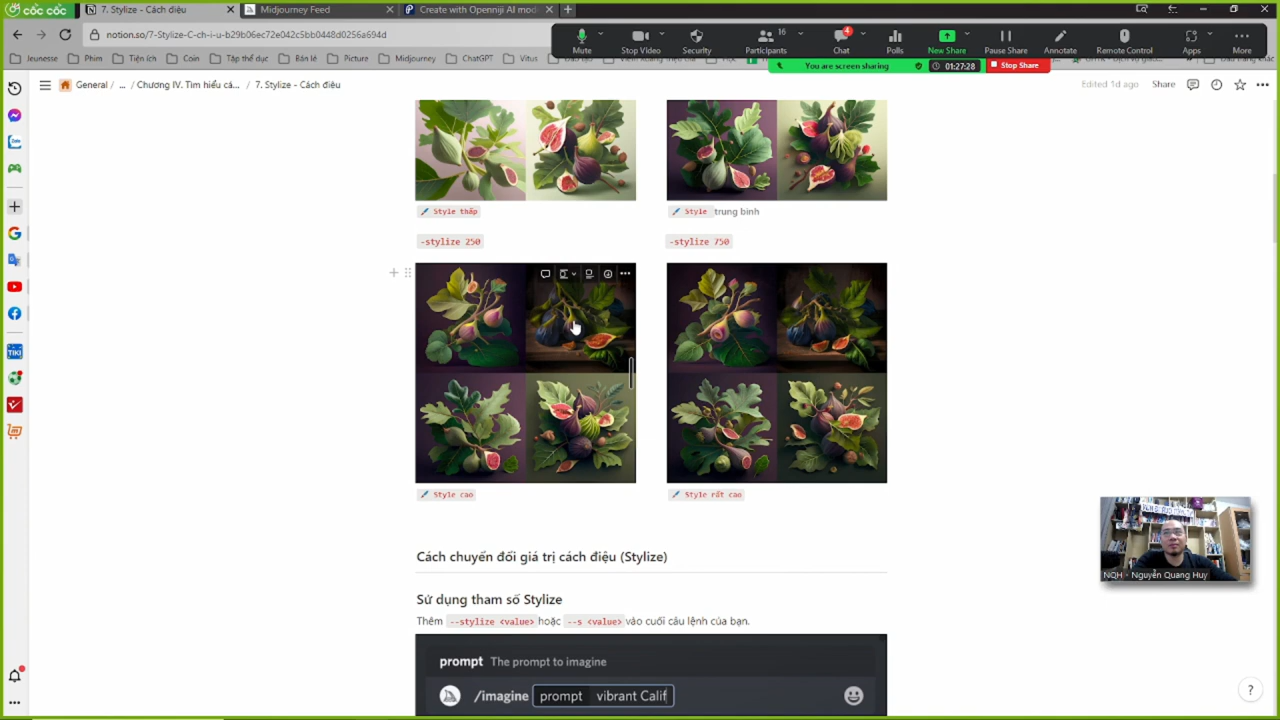 cốc cốc
7. Stylize - Cách điệu
Midjourney Feed
Create with Openniji AI mode
notion.so/7-Stylize-C-ch-i-u-b29b06ec72e042c5bb0448d0256a694d
Mute
Stop Video
Security
Participants
16
Chat
4
Polls
New Share
Pause Share
Annotate
Remote Control
Apps
More
Jeunesse
Phim
Tiện ích
Coin
Tập thể dục
Bán lẻ
Picture
Midjourney
ChatGPT
Vitus
You are screen sharing
01:27:28
Stop Share
General / ... / Chương IV. Tìm hiểu cá... / 7. Stylize - Cách điệu
Edited 1d ago
Share
Style thấp
Style trung bình
-stylize 250
-stylize 750
Style cao
Style rất cao
Cách chuyển đổi giá trị cách điệu (Stylize)
Sử dụng tham số Stylize
Thêm --stylize <value> hoặc --s <value> vào cuối câu lệnh của bạn.
prompt The prompt to imagine
/imagine prompt vibrant Calif
NQH - Nguyễn Quang Huy
Zalo
TIKI
?